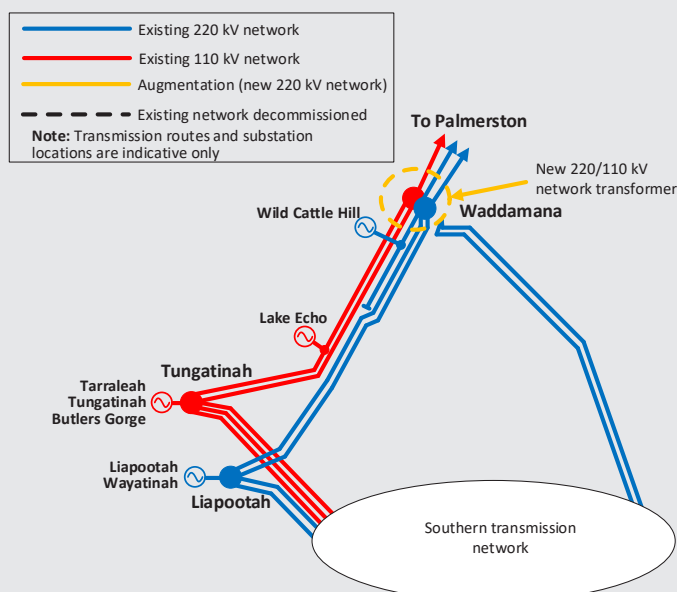 Existing 220 kV network
Existing 110 kV network
Augmentation (new 220 kV network)
Existing network decommissioned
Note: Transmission routes and substation
locations are indicative only
To Palmerston
New 220/110 kV
network transformer
Wild Cattle Hill
Waddamana
Lake Echo
Tungatinah
Tarraleah
Tungatinah
Butlers Gorge
Liapootah
Wayatinah
Liapootah
Southern transmission
network